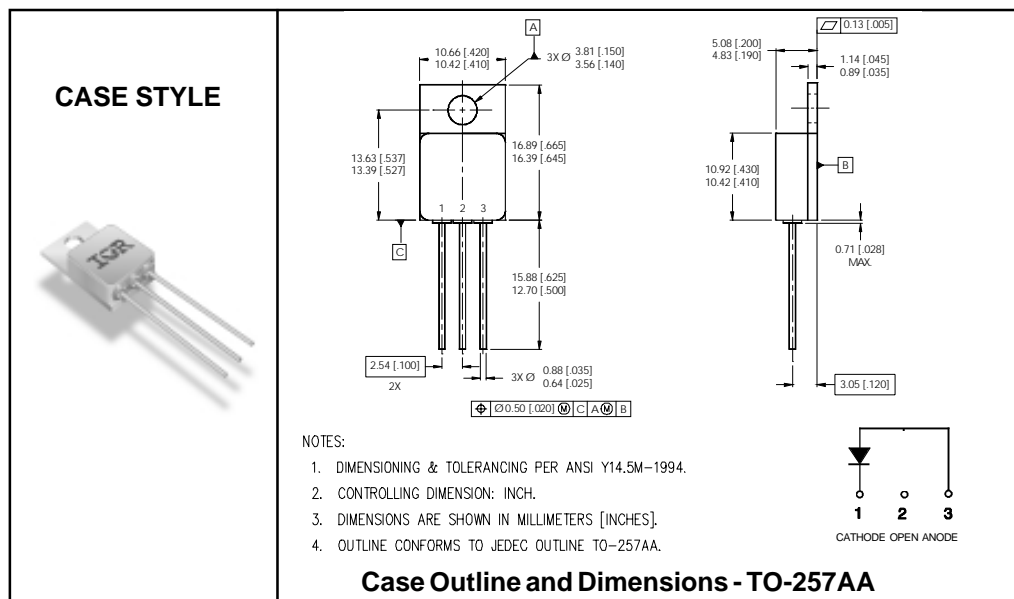 CASE STYLE
IOR
A
10.66 [.420]
10.42 [.410]
3X Ø 3.81 [.150]
3.56 [.140]
13.63 [.537]
13.39 [.527]
16.89 [.665]
16.39 [.645]
1 2 3
C
15.88 [.625]
12.70 [.500]
2.54 [.100]
2X
3X Ø 0.88 [.035]
0.64 [.025]
⌖ Ø 0.50 [.020] Ⓜ C A Ⓜ B
⏥ 0.13 [.005]
5.08 [.200]
4.83 [.190]
1.14 [.045]
0.89 [.035]
10.92 [.430]
10.42 [.410]
B
0.71 [.028]
MAX.
3.05 [.120]
NOTES:
1. DIMENSIONING & TOLERANCING PER ANSI Y14.5M-1994.
2. CONTROLLING DIMENSION: INCH.
3. DIMENSIONS ARE SHOWN IN MILLIMETERS [INCHES].
4. OUTLINE CONFORMS TO JEDEC OUTLINE TO-257AA.
1 2 3
CATHODE OPEN ANODE
Case Outline and Dimensions - TO-257AA